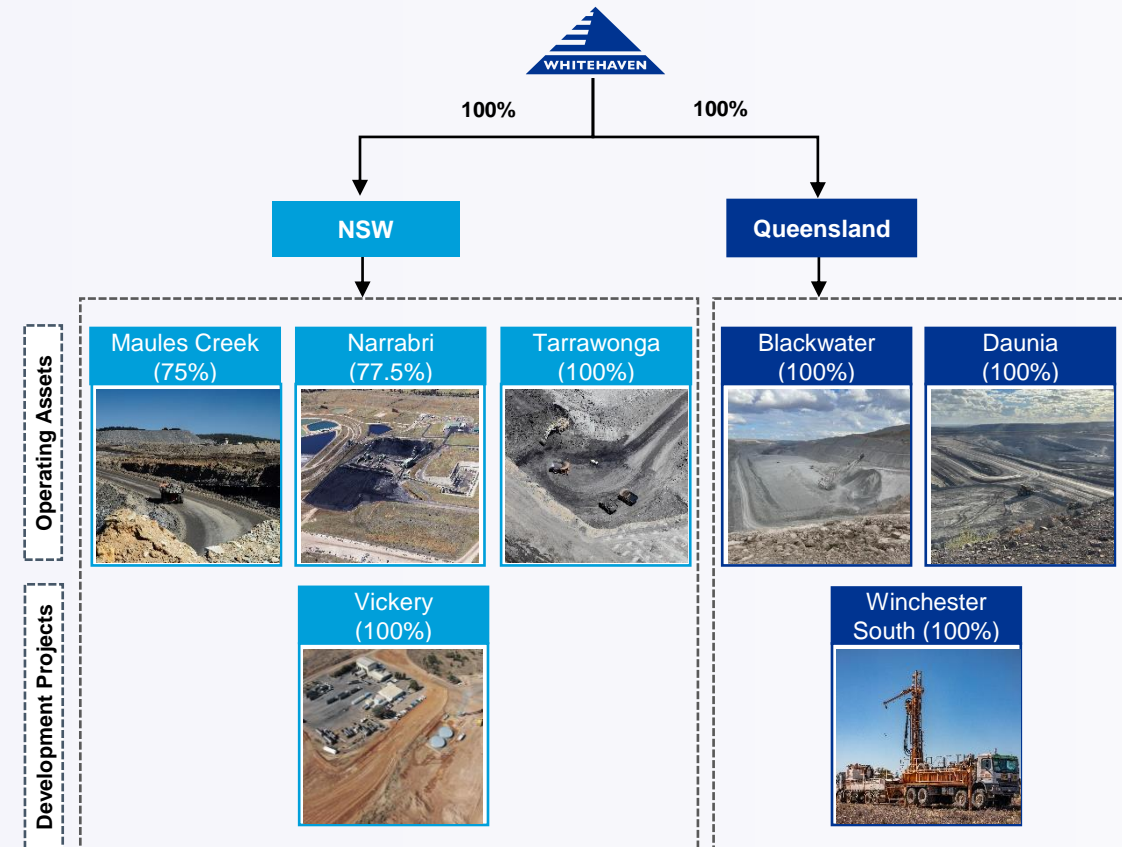 WHITEHAVEN
100%
100%
NSW
Queensland
Operating Assets
Maules Creek
(75%)
Narrabri
(77.5%)
Tarrawonga
(100%)
Blackwater
(100%)
Daunia
(100%)
Development Projects
Vickery
(100%)
Winchester
South (100%)